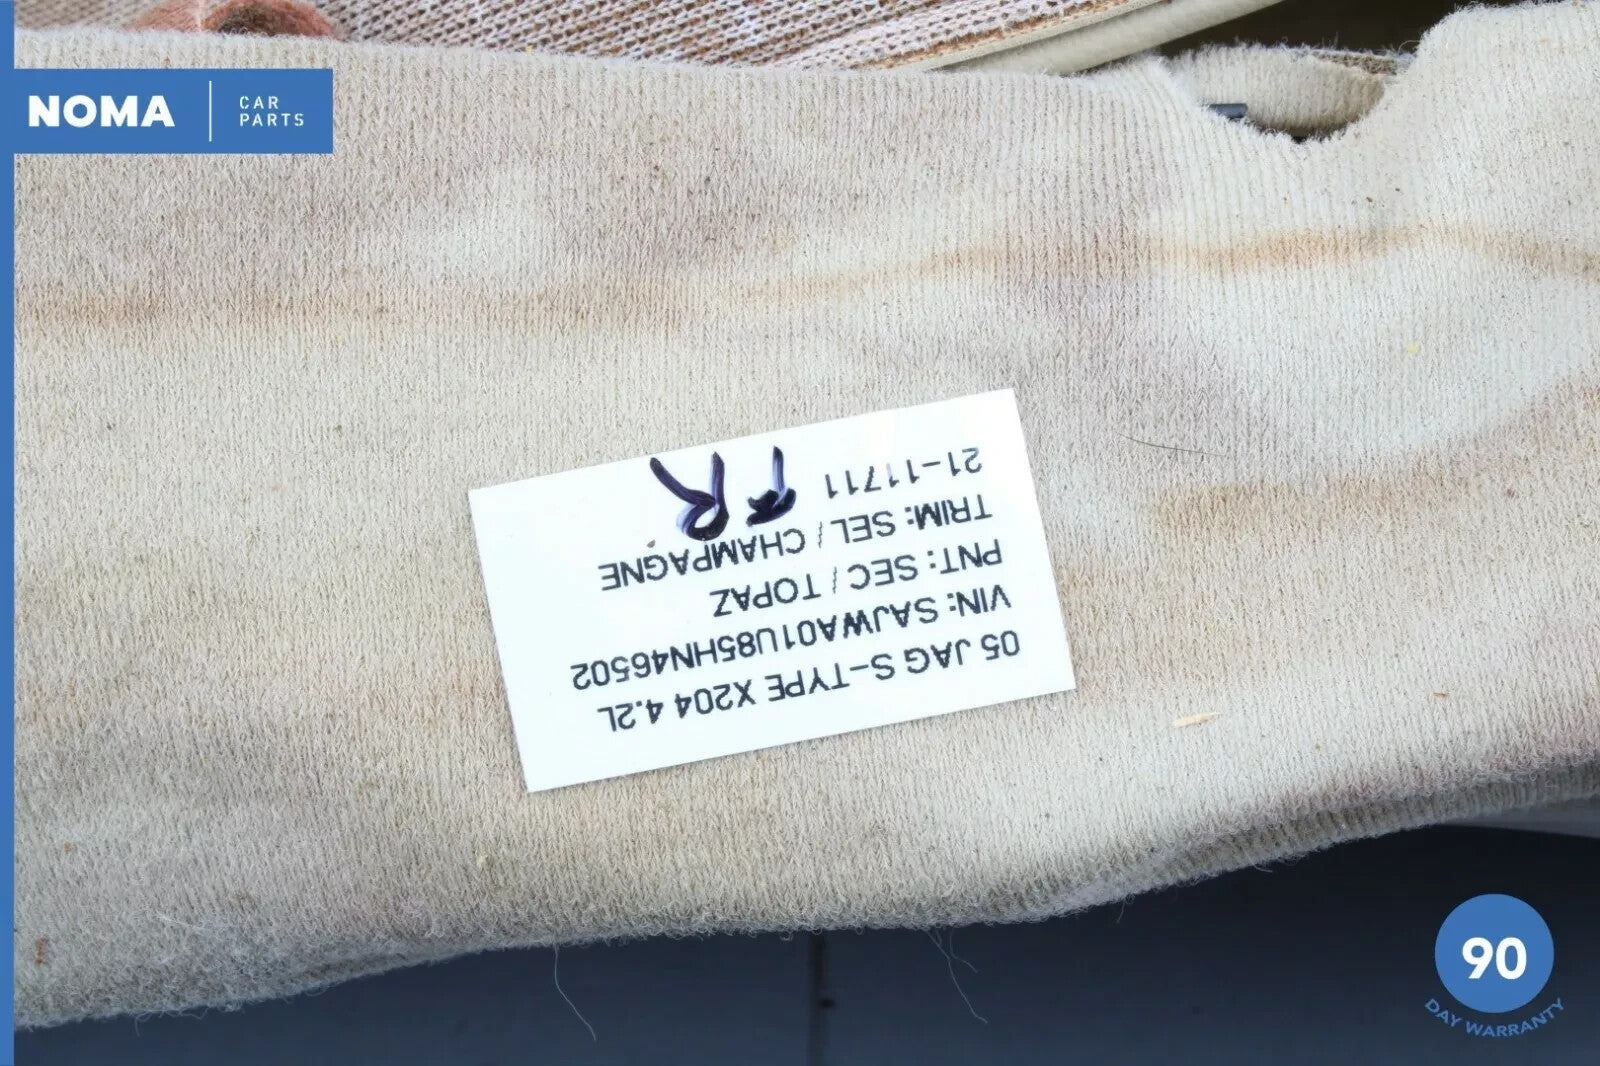 NOMA
CAR
PARTS
05 JAG S-TYPE X204 4.2L
VIN: SAJWA01U85HN46502
PNT: SEC / TOPAZ
TRIM: SEL / CHAMPAGNE
21-11711 FR
90
DAY WARRANTY